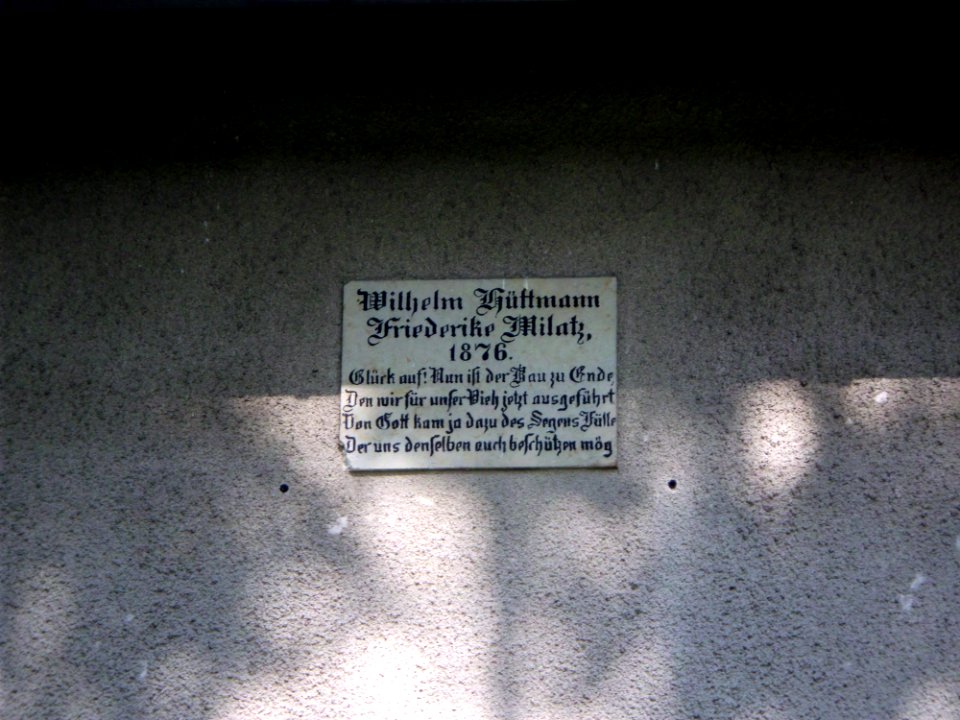 Wilhelm Hüttmann
Friederike Milatz,
1876.
Glück auf! Nun ist der Bau zu Ende
Den wir für unser Vieh jetzt ausgeführt
Von Gott kam ja dazu des Segens Fülle
Der uns denselben auch beschützen mög